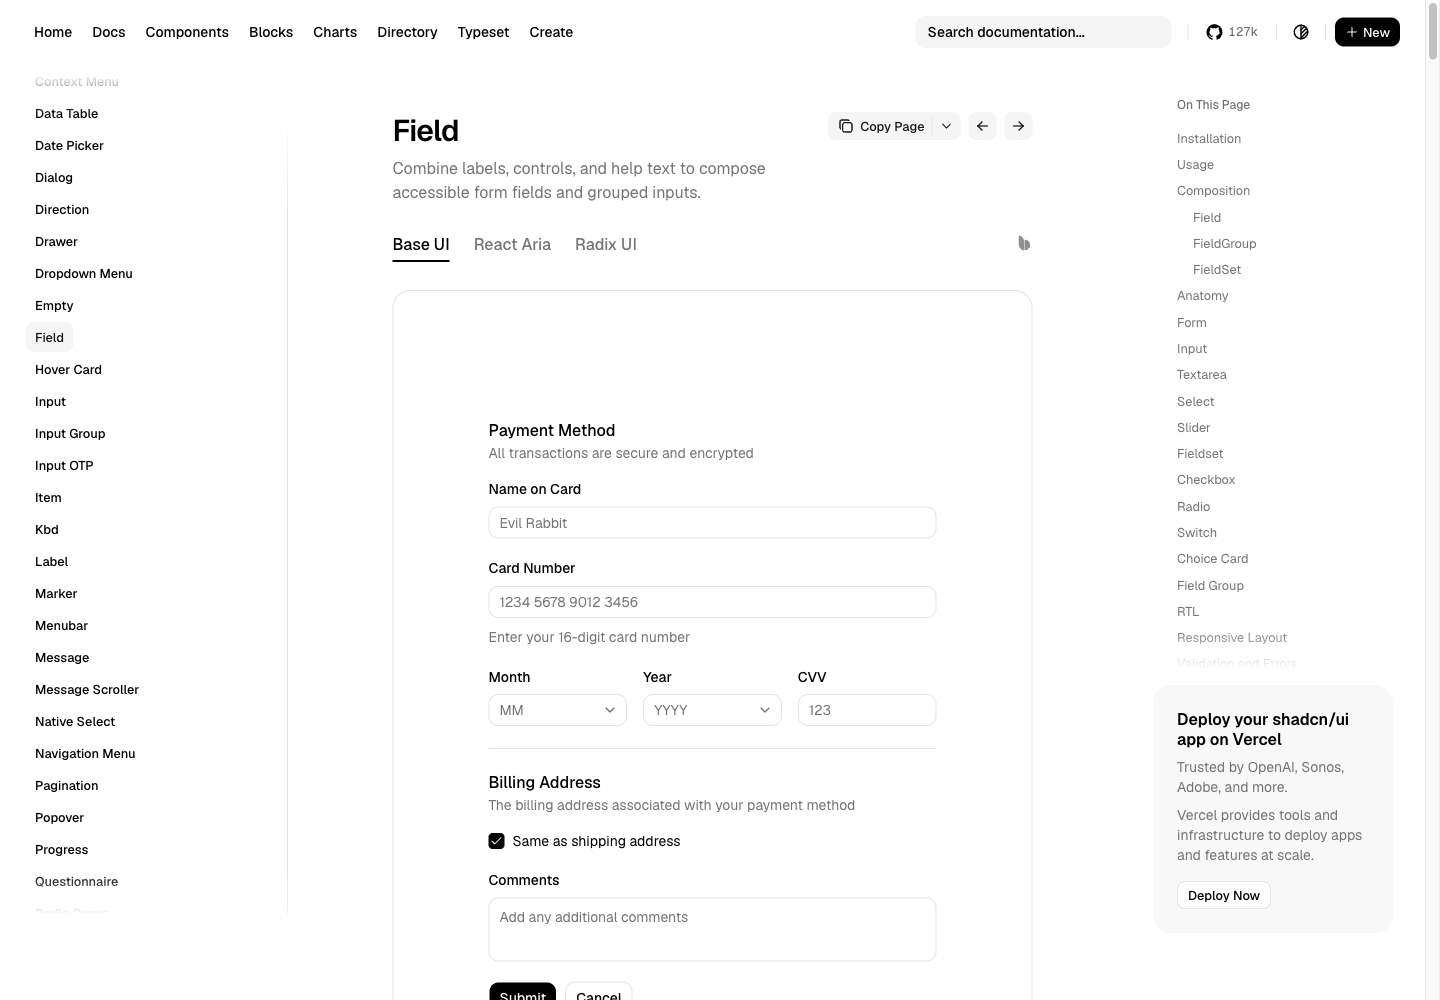 Home
Docs
Components
Blocks
Charts
Directory
Typeset
Create
Search documentation...
127k
New
Context Menu
Data Table
Date Picker
Dialog
Direction
Drawer
Dropdown Menu
Empty
Field
Hover Card
Input
Input Group
Input OTP
Item
Kbd
Label
Marker
Menubar
Message
Message Scroller
Native Select
Navigation Menu
Pagination
Popover
Progress
Questionnaire
Field
Copy Page
Combine labels, controls, and help text to compose
accessible form fields and grouped inputs.
Base UI
React Aria
Radix UI
Payment Method
All transactions are secure and encrypted
Name on Card
Evil Rabbit
Card Number
1234 5678 9012 3456
Enter your 16-digit card number
Month
Year
CVV
MM
YYYY
123
Billing Address
The billing address associated with your payment method
Same as shipping address
Comments
Add any additional comments
Submit
Cancel
On This Page
Installation
Usage
Composition
Field
FieldGroup
FieldSet
Anatomy
Form
Input
Textarea
Select
Slider
Fieldset
Checkbox
Radio
Switch
Choice Card
Field Group
RTL
Responsive Layout
Validation and Errors
Deploy your shadcn/ui
app on Vercel
Trusted by OpenAI, Sonos,
Adobe, and more.
Vercel provides tools and
infrastructure to deploy apps
and features at scale.
Deploy Now